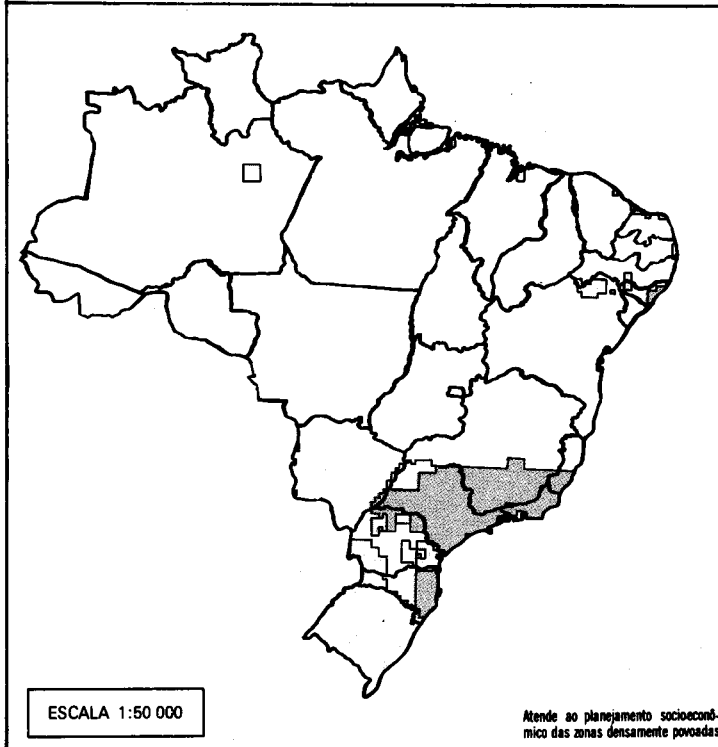 ESCALA 1:50 000
Atende ao planejamento socioeconô-
mico das zonas densamente povoadas